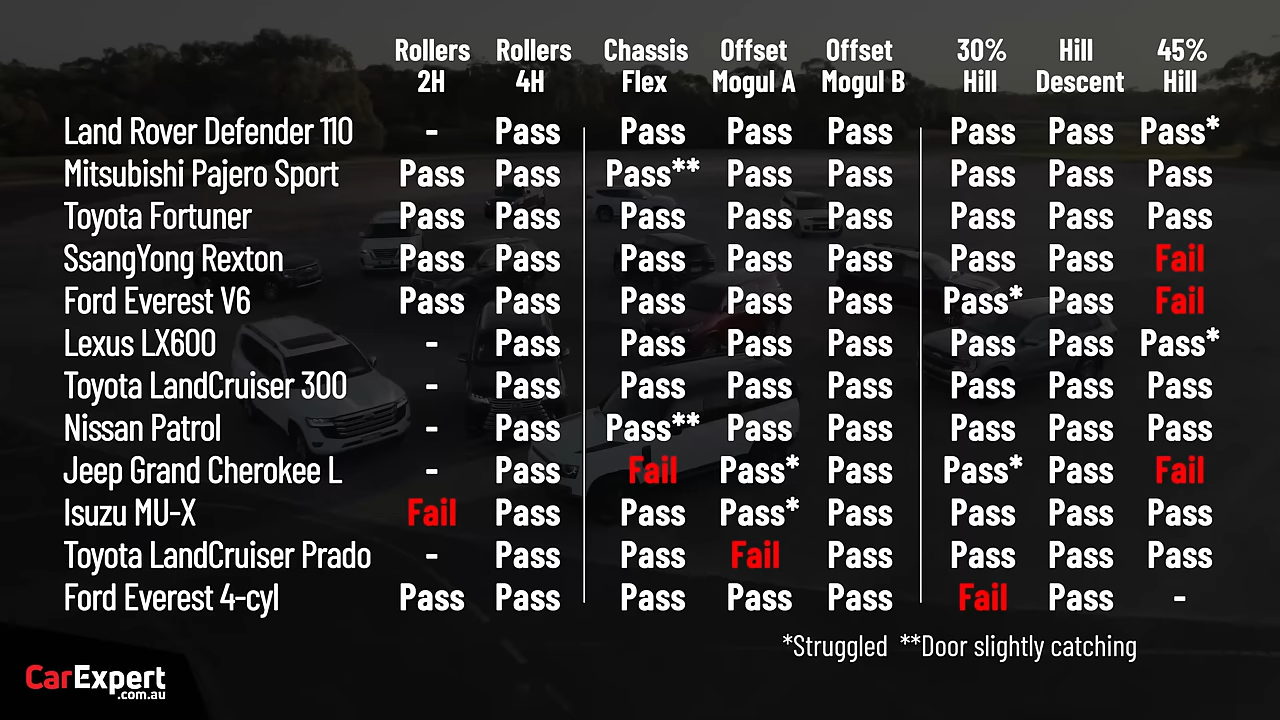 Rollers 2H Rollers 4H Chassis Flex Offset Mogul A Offset Mogul B 30% Hill Hill Descent 45% Hill
Land Rover Defender 110 - Pass Pass Pass Pass Pass Pass Pass*
Mitsubishi Pajero Sport Pass Pass Pass** Pass Pass Pass Pass Pass
Toyota Fortuner Pass Pass Pass Pass Pass Pass Pass Pass
SsangYong Rexton Pass Pass Pass Pass Pass Pass Pass Fail
Ford Everest V6 Pass Pass Pass Pass Pass Pass* Pass Fail
Lexus LX600 - Pass Pass Pass Pass Pass Pass Pass*
Toyota LandCruiser 300 - Pass Pass Pass Pass Pass Pass Pass
Nissan Patrol - Pass Pass** Pass Pass Pass Pass Pass
Jeep Grand Cherokee L - Pass Fail Pass* Pass Pass* Pass Fail
Isuzu MU-X Fail Pass Pass Pass* Pass Pass Pass Pass
Toyota LandCruiser Prado - Pass Pass Fail Pass Pass Pass Pass
Ford Everest 4-cyl Pass Pass Pass Pass Pass Fail Pass -
*Struggled **Door slightly catching
CarExpert
.com.au